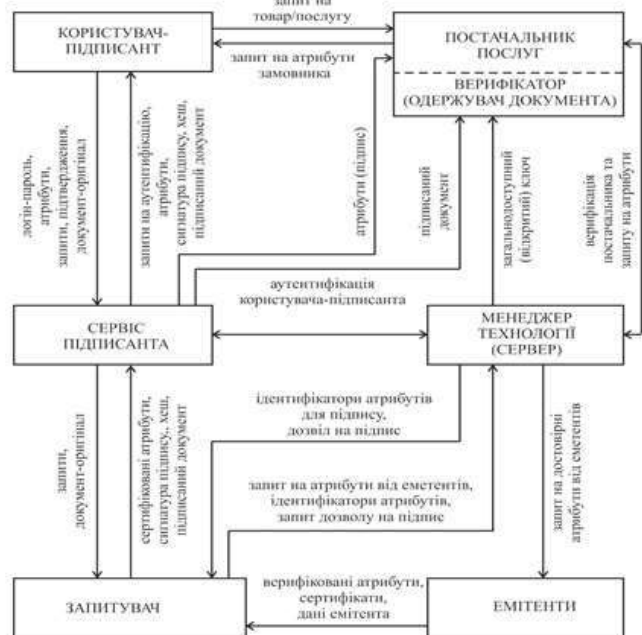 запит на
товар/послугу
КОРИСТУВАЧ-
ПІДПИСАНТ
ПОСТАЧАЛЬНИК
ПОСЛУГ
запит на атрибути
замовника
ВЕРИФІКАТОР
(ОДЕРЖУВАЧ ДОКУМЕНТА)
логін-пароль,
атрибути,
запити, підтвердження,
документ-оригінал
запити на аутентифікацію,
атрибути,
сигнатура підпису, хеш,
підписаний документ
атрибути (підпис)
підписаний
документ
загальнодоступний
(відкритий) ключ
верифікація
постачальника та
запиту на атрибути
аутентифікація
користувача-підписанта
СЕРВІС
ПІДПИСАНТА
МЕНЕДЖЕР
ТЕХНОЛОГІЇ
(СЕРВЕР)
запити,
документ-оригінал
сертифіковані атрибути,
сигнатура підпису,, хеш,
підписаний документ
ідентифікатори атрибутів
для підпису,
дозвіл на підпис
запит на атрибути від еметентів,
ідентифікатори атрибутів,
запит дозволу на підпис
запит на достовірні
атрибути від еметентів
ЗАПИТУВАЧ
верифіковані атрибути,
сертифікати,
дані емітента
ЕМІТЕНТИ